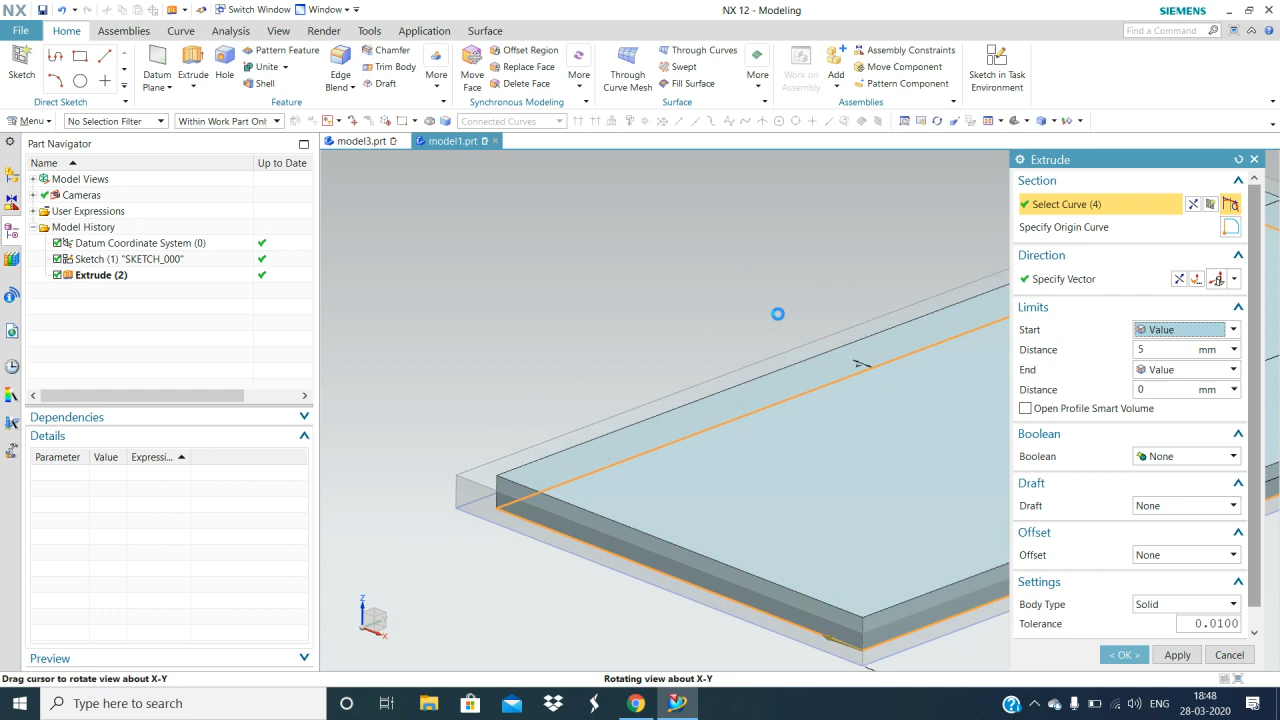 NX
Switch Window
Window
NX 12 - Modeling
SIEMENS
File
Home
Assemblies
Curve
Analysis
View
Render
Tools
Application
Surface
Find a Command
Sketch
Direct Sketch
Datum
Plane
Extrude
Hole
Pattern Feature
Unite
Shell
Edge
Blend
Chamfer
Trim Body
Draft
More
Feature
Move
Face
Offset Region
Replace Face
Delete Face
More
Synchronous Modeling
Through
Curve Mesh
Through Curves
Swept
Fill Surface
More
Surface
Work on
Assembly
Add
Assembly Constraints
Move Component
Pattern Component
Assemblies
Sketch in Task
Environment
Menu
No Selection Filter
Within Work Part Only
Connected Curves
Part Navigator
model3.prt
model1.prt
Name
Up to Date
Model Views
Cameras
User Expressions
Model History
Datum Coordinate System (0)
Sketch (1) "SKETCH_000"
Extrude (2)
Dependencies
Details
Parameter
Value
Expressi...
Preview
Z
X
Extrude
Section
Select Curve (4)
Specify Origin Curve
Direction
Specify Vector
Limits
Start
Value
Distance
5 mm
End
Value
Distance
0 mm
Open Profile Smart Volume
Boolean
Boolean
None
Draft
Draft
None
Offset
Offset
None
Settings
Body Type
Solid
Tolerance
0.0100
< OK >
Apply
Cancel
Drag cursor to rotate view about X-Y
Rotating view about X-Y
Type here to search
ENG
18:48
28-03-2020